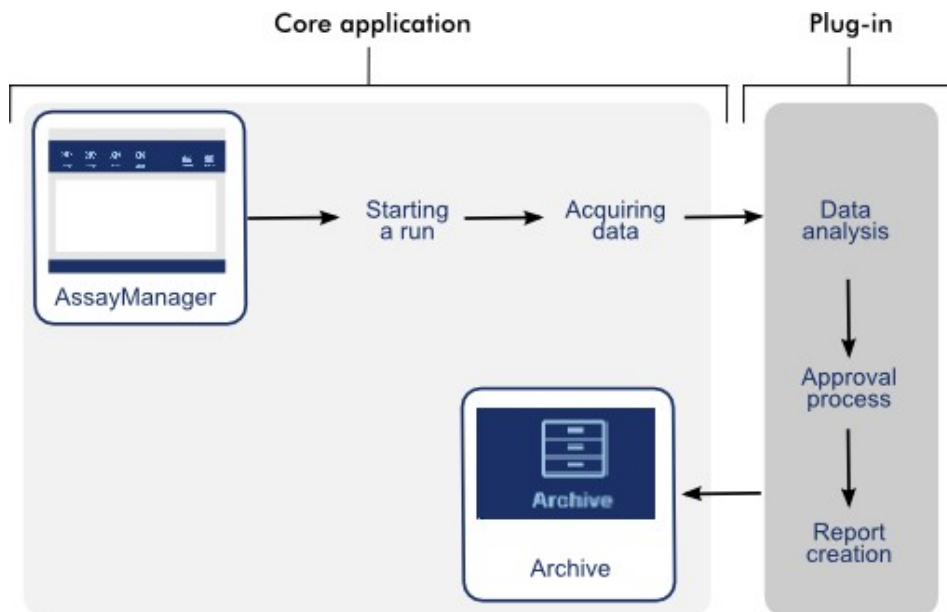 Core application
Plug-in
AssayManager
Starting
a run
Acquiring
data
Data
analysis
Approval
process
Archive
Archive
Report
creation